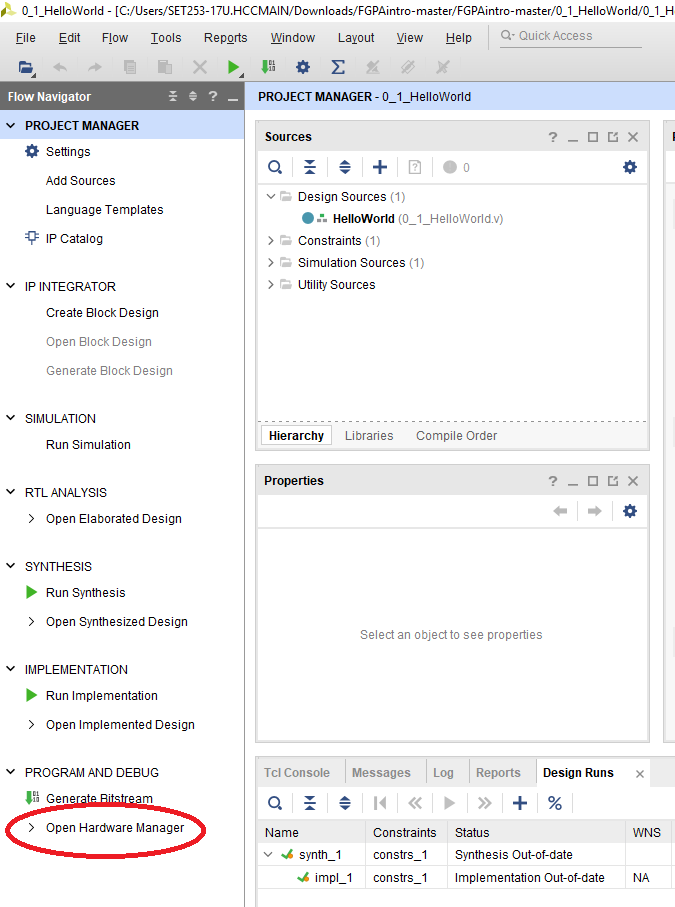 0_1_HelloWorld - [C:/Users/SET253-17U.HCCMAIN/Downloads/FGPAintro-master/FGPAintro-master/0_1_HelloWorld/0_1_H
File Edit Flow Tools Reports Window Layout View Help Quick Access
Flow Navigator
PROJECT MANAGER
Settings
Add Sources
Language Templates
IP Catalog
IP INTEGRATOR
Create Block Design
Open Block Design
Generate Block Design
SIMULATION
Run Simulation
RTL ANALYSIS
Open Elaborated Design
SYNTHESIS
Run Synthesis
Open Synthesized Design
IMPLEMENTATION
Run Implementation
Open Implemented Design
PROGRAM AND DEBUG
Generate Bitstream
Open Hardware Manager
PROJECT MANAGER - 0_1_HelloWorld
Sources
0
Design Sources (1)
HelloWorld (0_1_HelloWorld.v)
Constraints (1)
Simulation Sources (1)
Utility Sources
Hierarchy Libraries Compile Order
Properties
Select an object to see properties
Tcl Console Messages Log Reports Design Runs
Name Constraints Status WNS
synth_1 constrs_1 Synthesis Out-of-date
impl_1 constrs_1 Implementation Out-of-date NA